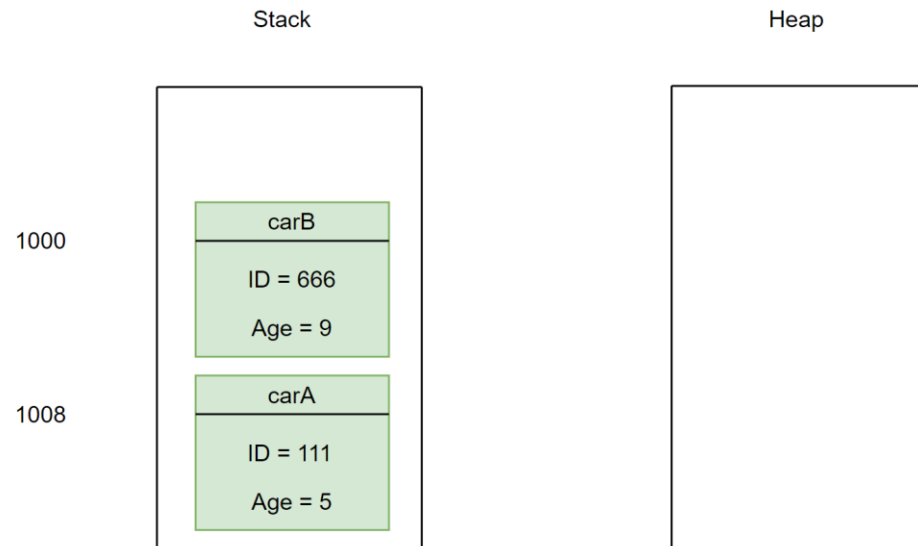 Stack
Heap
carB
1000
ID = 666
Age = 9
carA
1008
ID = 111
Age = 5